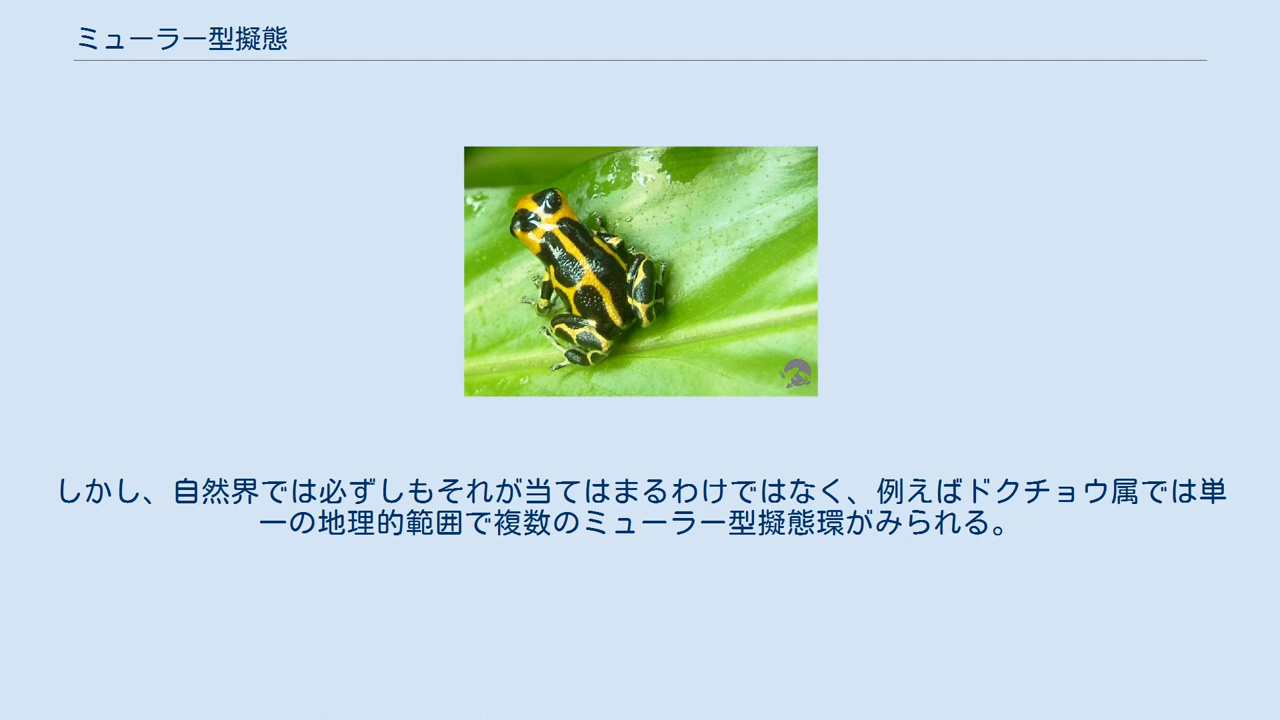 ミューラー型擬態
しかし、自然界では必ずしもそれが当てはまるわけではなく、例えばドクチョウ属では単
一の地理的範囲で複数のミューラー型擬態環がみられる。